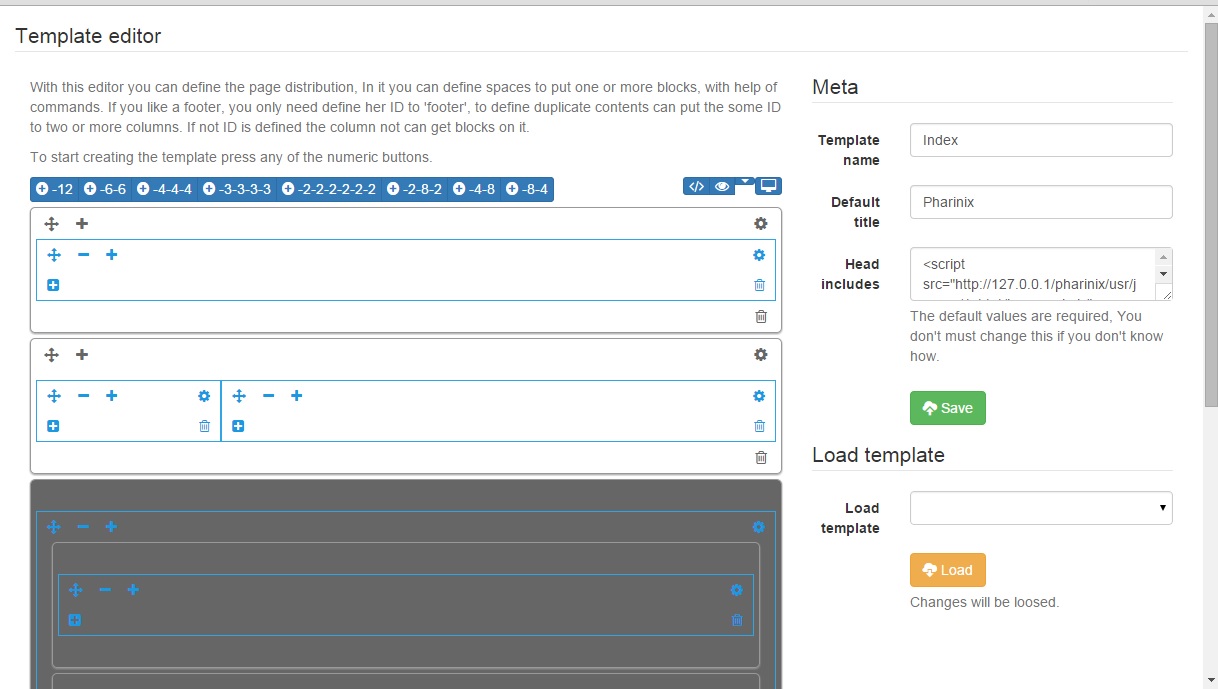 Template editor
With this editor you can define the page distribution, In it you can define spaces to put one or more blocks, with help of
commands. If you like a footer, you only need define her ID to 'footer', to define duplicate contents can put the some ID
to two or more columns. If not ID is defined the column not can get blocks on it.
To start creating the template press any of the numeric buttons.
-12 -6-6 -4-4-4 -3-3-3-3 -2-2-2-2-2-2 -2-8-2 -4-8 -8-4
Meta
Template
name
Index
Default
title
Pharinix
Head
includes
<script
src="http://127.0.0.1/pharinix/usr/j
The default values are required, You
don't must change this if you don't know
how.
Save
Load template
Load
template
Load
Changes will be loosed.